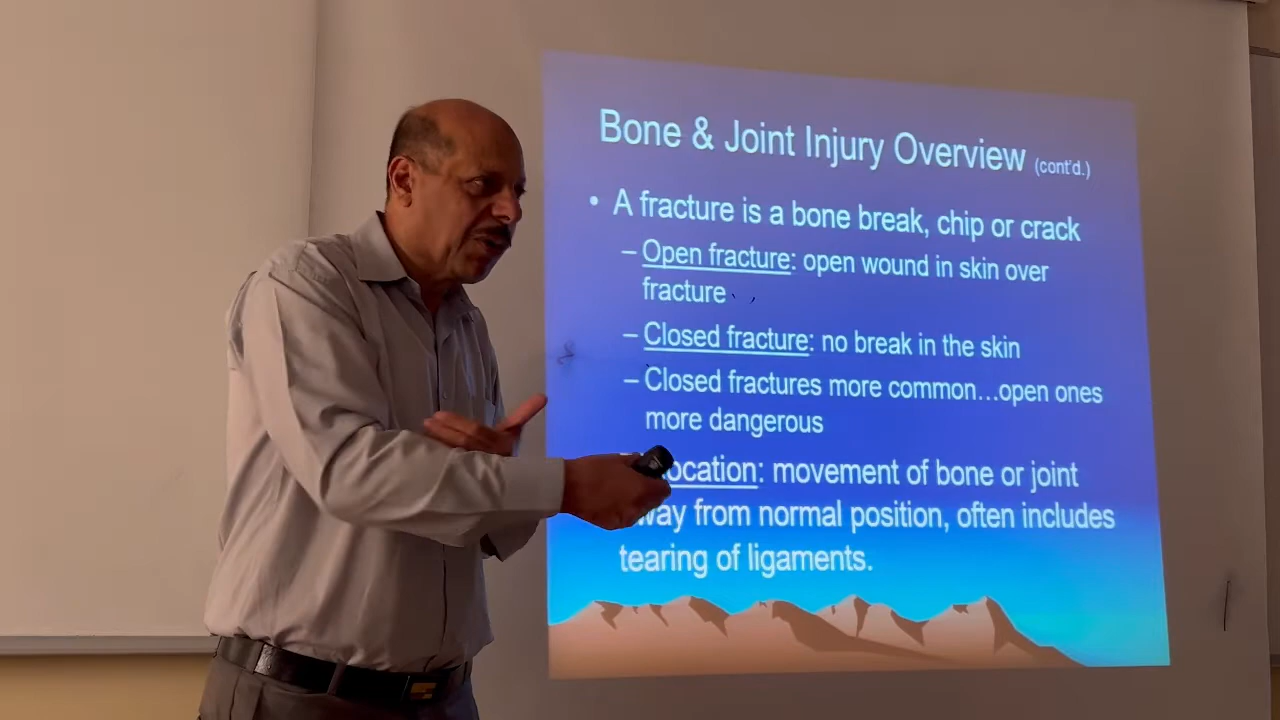 Bone & Joint Injury Overview (cont'd.)
• A fracture is a bone break, chip or crack
– Open fracture: open wound in skin over
fracture
– Closed fracture: no break in the skin
– Closed fractures more common...open ones
more dangerous
: movement of bone or joint
from normal position, often includes
tearing of ligaments.